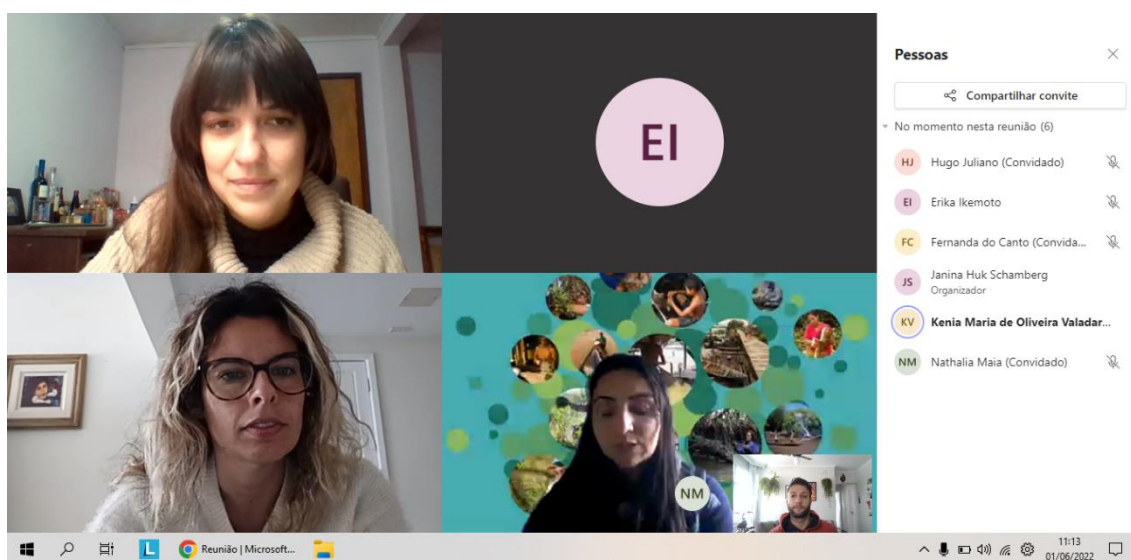 EI
NM
Pessoas
Compartilhar convite
No momento nesta reunião (6)
HJ Hugo Juliano (Convidado)
EI Erika Ikemoto
FC Fernanda do Canto (Convida...
JS Janina Huk Schamberg
Organizador
KV Kenia Maria de Oliveira Valadar...
NM Nathalia Maia (Convidado)
L Reunião | Microsoft...
11:13
01/06/2022